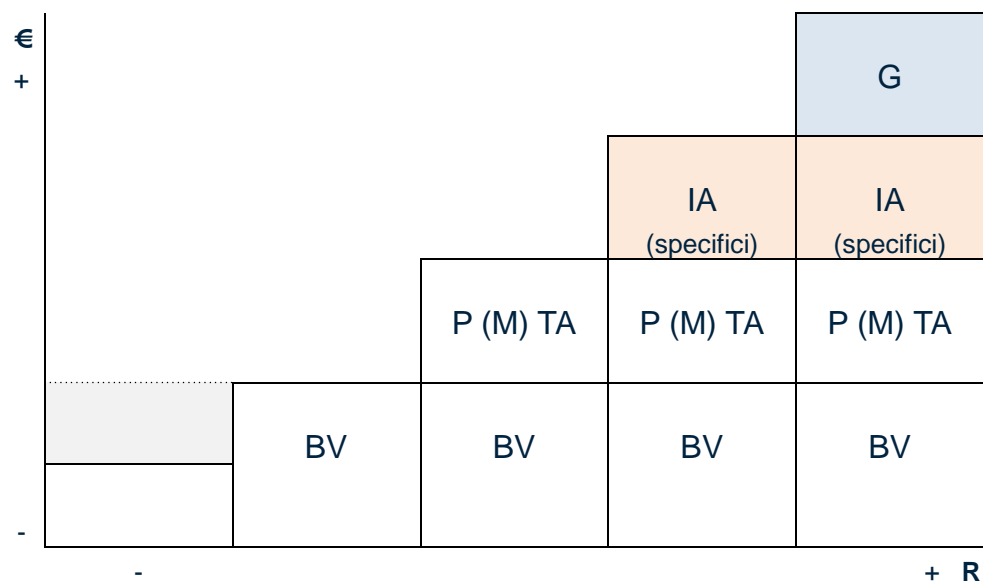 €
G
+
IA
IA
(specifici)
(specifici)
P (M) TA
P (M) TA
P (M) TA
BV
BV
BV
BV
-
-
+ R